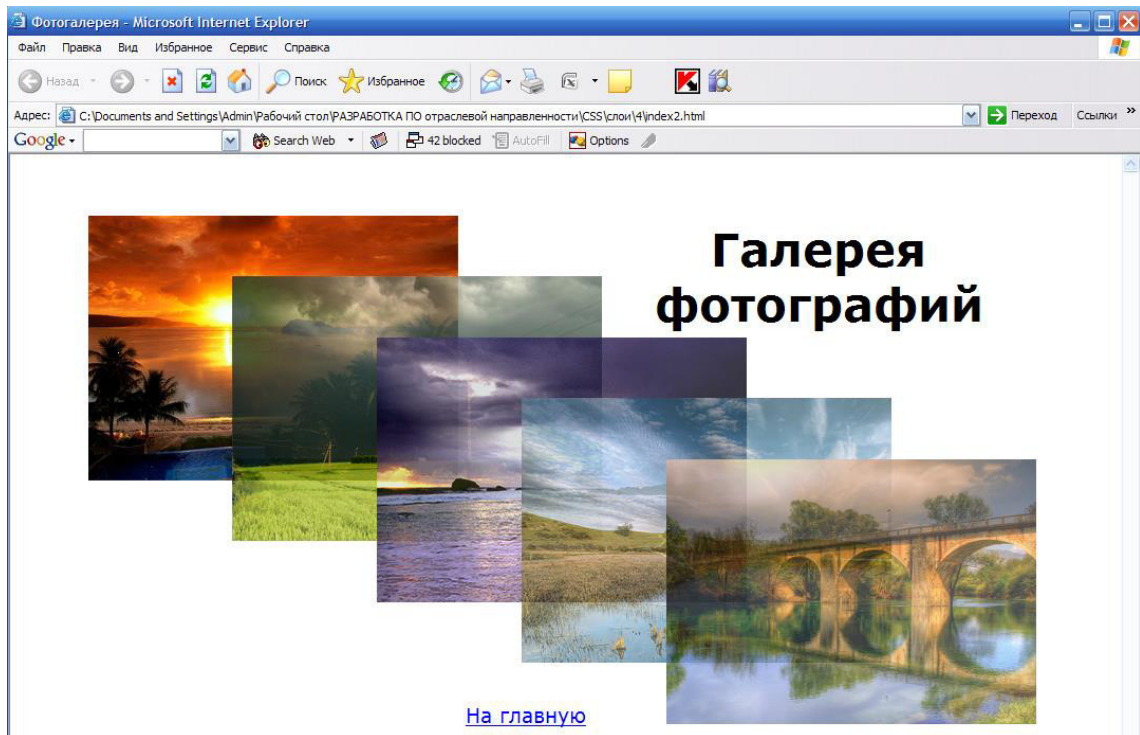 Фотогалерея - Microsoft Internet Explorer
Файл Правка Вид Избранное Сервис Справка
Назад Поиск Избранное
Адрес: C:\Documents and Settings\Admin\Рабочий стол\РАЗРАБОТКА ПО отраслевой направленности\CSS\слои\4\index2.html Переход Ссылки »
Google Search Web 42 blocked AutoFill Options
Галерея
фотографий
На главную